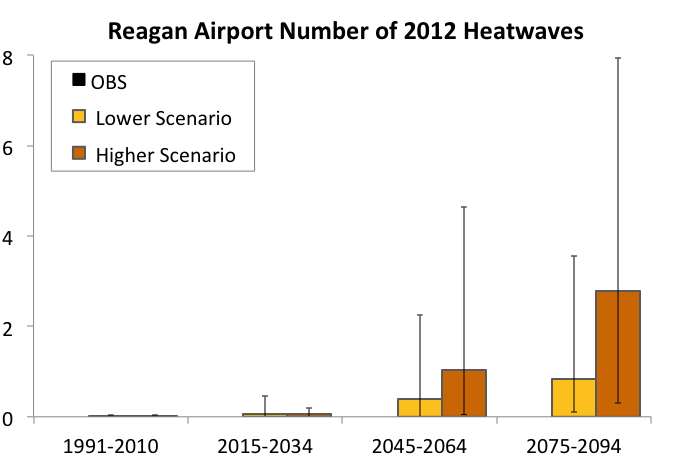 Reagan Airport Number of 2012 Heatwaves
8
6
4
2
0
OBS
Lower Scenario
Higher Scenario
1991-2010 2015-2034 2045-2064 2075-2094